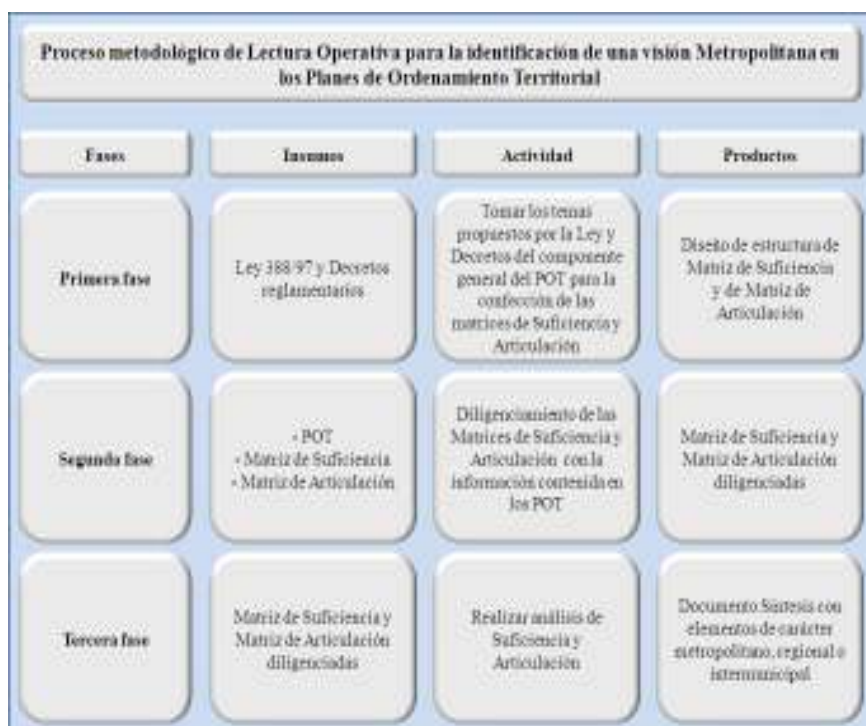 Proceso metodológico de Lectura Operativa para la identificación de una visión Metropolitana en
los Planes de Ordenamiento Territorial
Fases
Insumos
Actividad
Productos
Primera fase
Ley 388/97 y Decretos
reglamentarios
Tomar los temas
propuestos por la Ley y
Decretos del componente
general del POT para la
confección de las
matrices de Suficiencia y
Articulación
Diseño de estructura de
Matriz de Suficiencia
y de Matriz de
Articulación
Segunda fase
- POT
- Matriz de Suficiencia
- Matriz de Articulación
Diligenciamiento de las
Matrices de Suficiencia y
Articulación con la
información contenida en
los POT
Matriz de Suficiencia y
Matriz de Articulación
diligenciadas
Tercera fase
Matriz de Suficiencia y
Matriz de Articulación
diligenciadas
Realizar análisis de
Suficiencia y
Articulación
Documento Síntesis con
elementos de carácter
metropolitano, regional o
intermunicipal